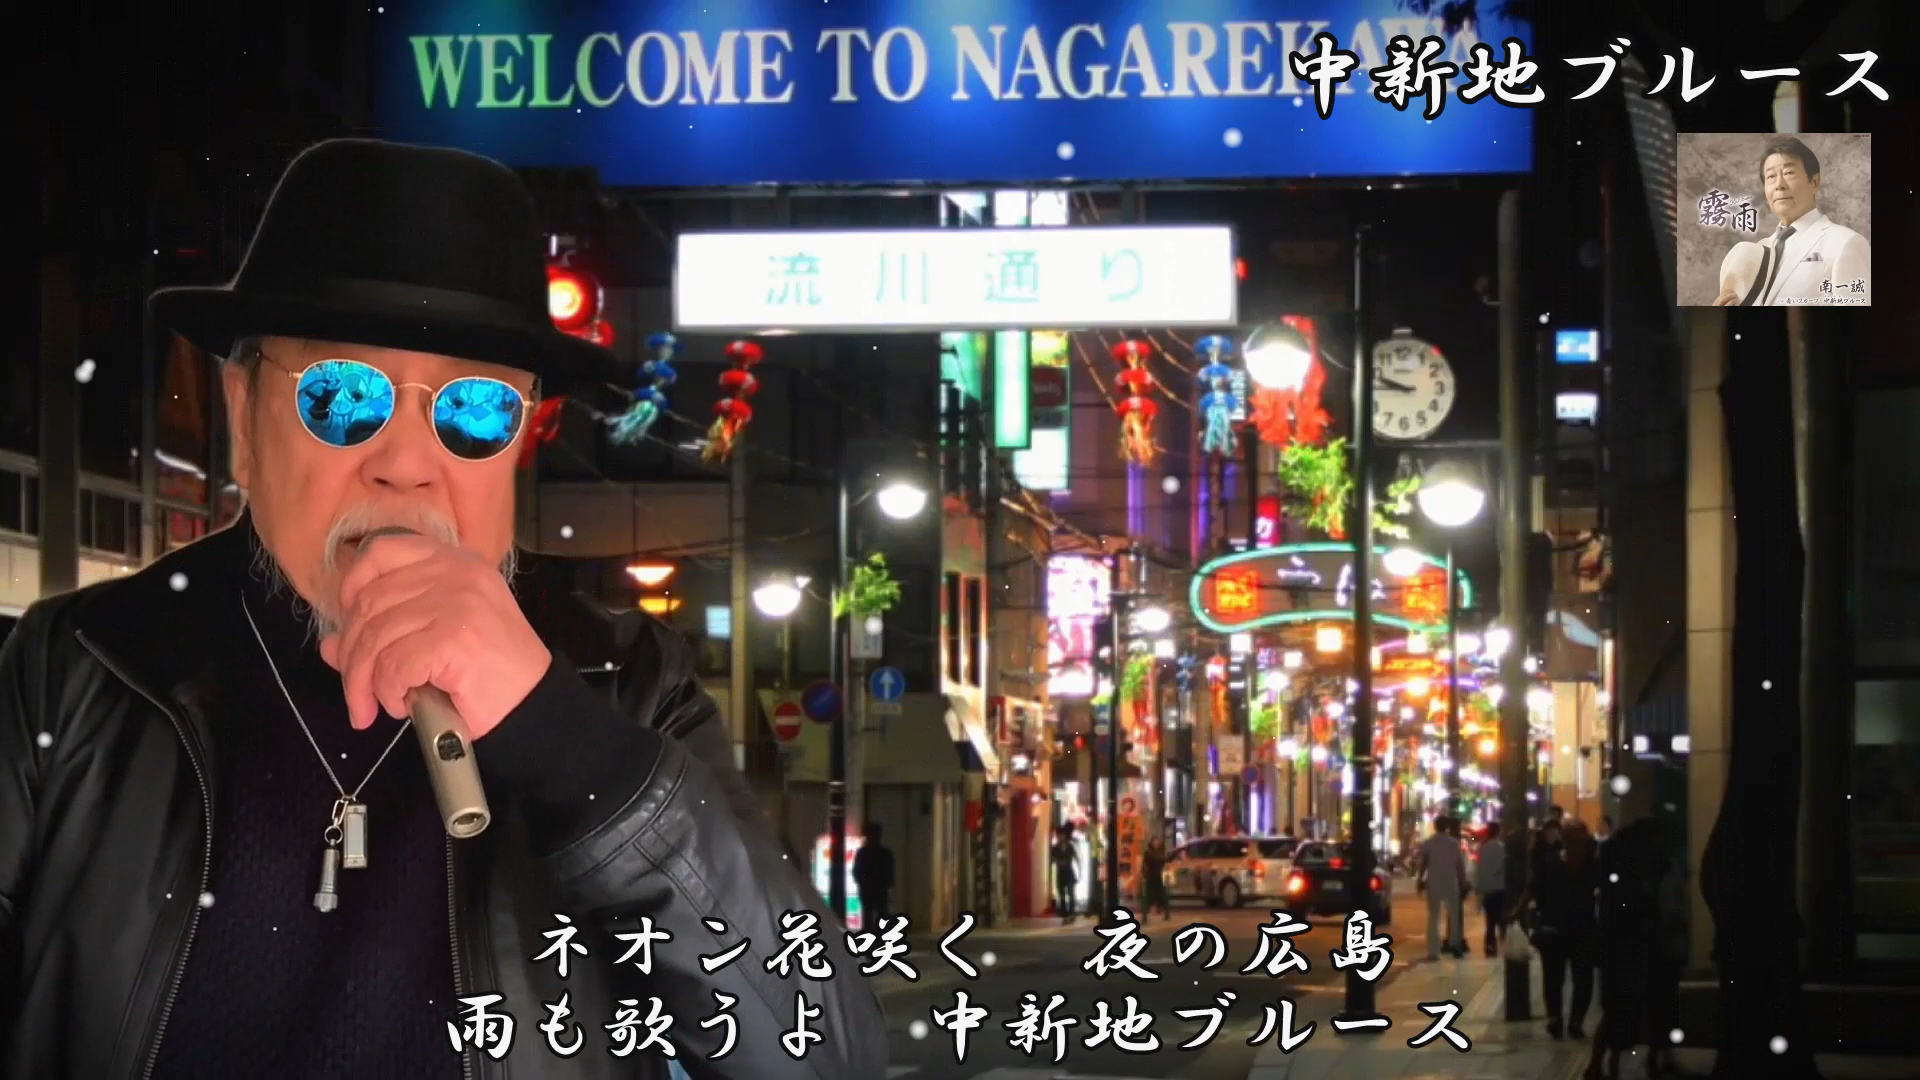 WELCOME TO NAGAREKAWA
中新地ブルース
流川通り
霧雨
南一誠
ネオン花咲く 夜の広島
雨も歌うよ 中新地ブルース